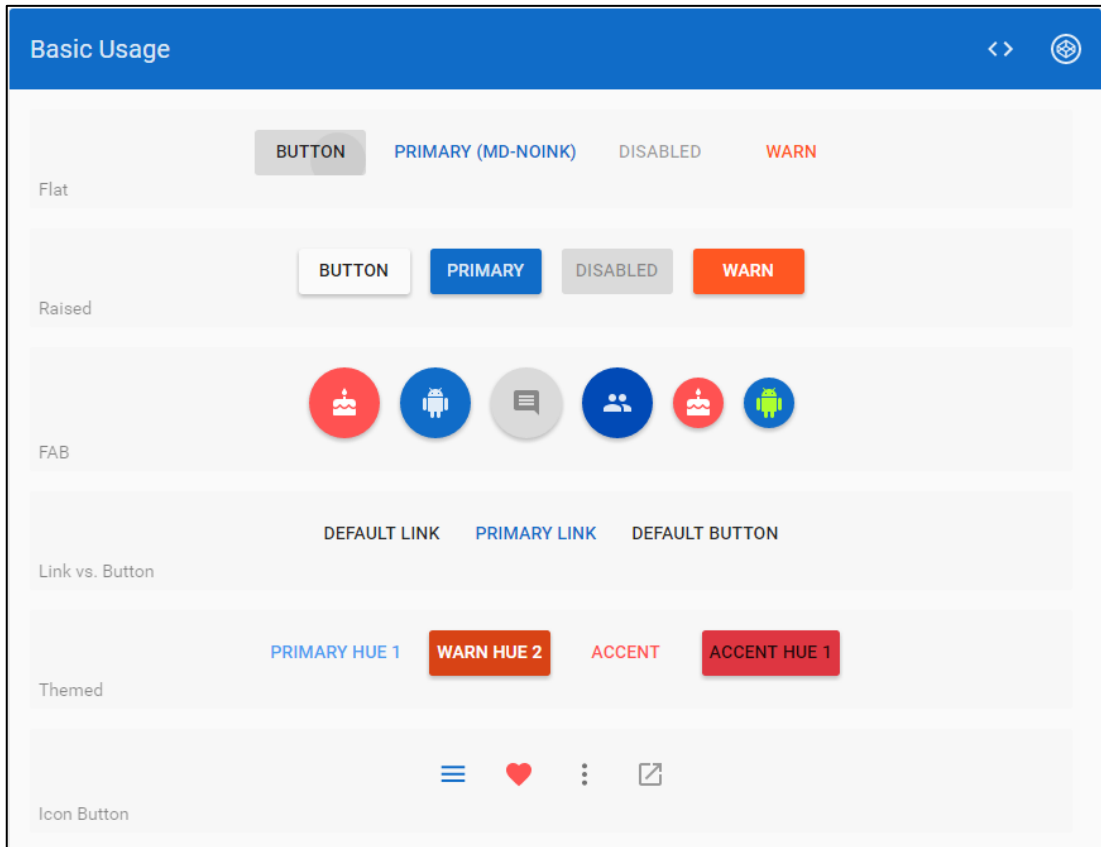 Basic Usage
BUTTON PRIMARY (MD-NOINK) DISABLED WARN
Flat
BUTTON PRIMARY DISABLED WARN
Raised
FAB
DEFAULT LINK PRIMARY LINK DEFAULT BUTTON
Link vs. Button
PRIMARY HUE 1 WARN HUE 2 ACCENT ACCENT HUE 1
Themed
Icon Button